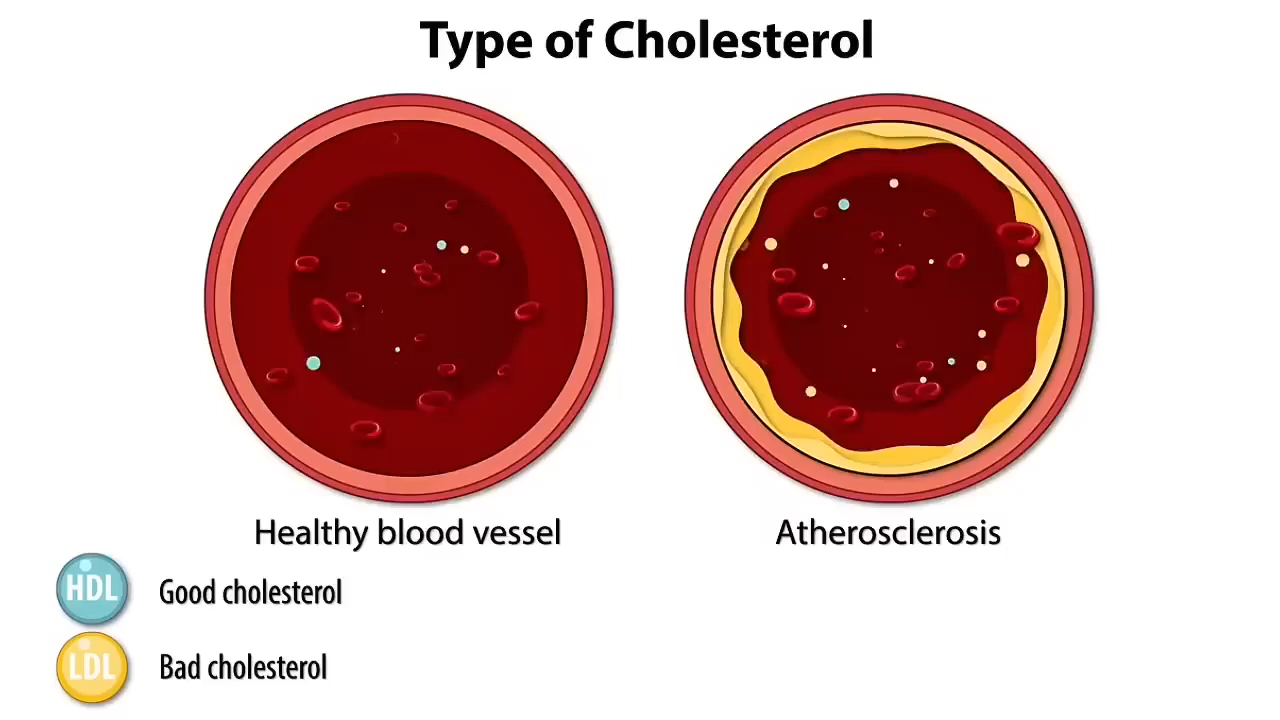 Type of Cholesterol
Healthy blood vessel
Atherosclerosis
HDL
Good cholesterol
LDL
Bad cholesterol